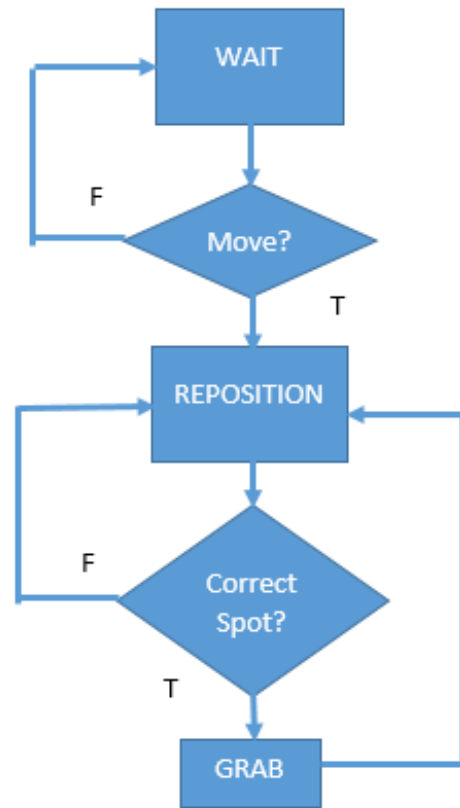 WAIT
F
Move?
T
REPOSITION
F
Correct
Spot?
T
GRAB